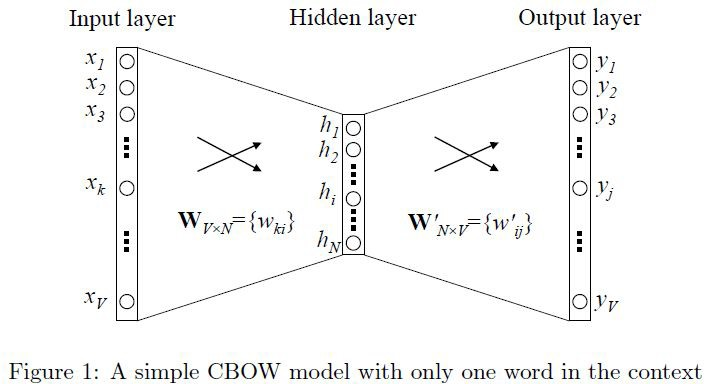 Input layer Hidden layer Output layer
x1
x2
x3
xk
xV
h1
h2
hi
hN
y1
y2
y3
yj
yV
WV×N={wki}
W'N×V={w'ij}
Figure 1: A simple CBOW model with only one word in the context